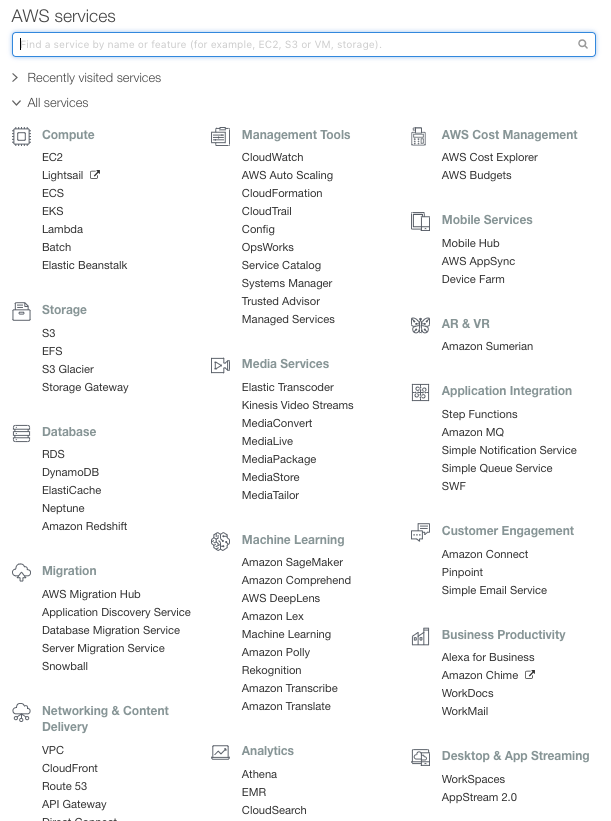 AWS services
Find a service by name or feature (for example, EC2, S3 or VM, storage).
Recently visited services
All services
Compute
EC2
Lightsail
ECS
EKS
Lambda
Batch
Elastic Beanstalk
Storage
S3
EFS
S3 Glacier
Storage Gateway
Database
RDS
DynamoDB
ElastiCache
Neptune
Amazon Redshift
Migration
AWS Migration Hub
Application Discovery Service
Database Migration Service
Server Migration Service
Snowball
Networking & Content
Delivery
VPC
CloudFront
Route 53
API Gateway
Direct Connect
Management Tools
CloudWatch
AWS Auto Scaling
CloudFormation
CloudTrail
Config
OpsWorks
Service Catalog
Systems Manager
Trusted Advisor
Managed Services
Media Services
Elastic Transcoder
Kinesis Video Streams
MediaConvert
MediaLive
MediaPackage
MediaStore
MediaTailor
Machine Learning
Amazon SageMaker
Amazon Comprehend
AWS DeepLens
Amazon Lex
Machine Learning
Amazon Polly
Rekognition
Amazon Transcribe
Amazon Translate
Analytics
Athena
EMR
CloudSearch
AWS Cost Management
AWS Cost Explorer
AWS Budgets
Mobile Services
Mobile Hub
AWS AppSync
Device Farm
AR & VR
Amazon Sumerian
Application Integration
Step Functions
Amazon MQ
Simple Notification Service
Simple Queue Service
SWF
Customer Engagement
Amazon Connect
Pinpoint
Simple Email Service
Business Productivity
Alexa for Business
Amazon Chime
WorkDocs
WorkMail
Desktop & App Streaming
WorkSpaces
AppStream 2.0